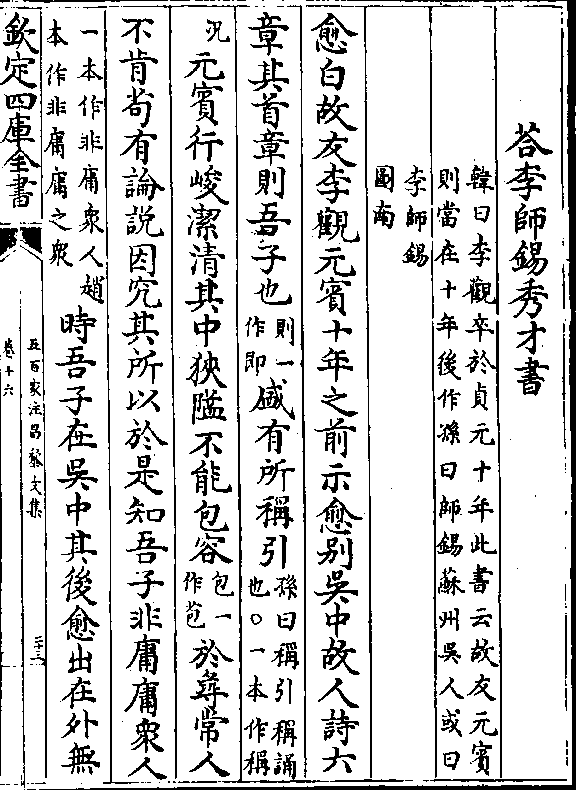 荅李師錫秀才書
韓曰李觀卒於貞元十年此書云故友元賓
則當在十年後作孫曰師錫蘇州吳人或曰
李師錫
圖南
愈白故友李觀元賓十年之前示愈別吳中故人詩六
章其首章則吾子也則一作即盛有所稱引孫曰稱引稱誦也○一本作稱
況元賓行峻潔清其中狹隘不能包容包一作苞於尋常人
不肯茍有論説因究其所以於是知吾子非庸庸衆人
一本作非庸衆人趙本作非庸庸之衆時吾子在吳中其後愈出在外無
欽定四庫全書
五百家注昌黎文集
卷十六
二十三